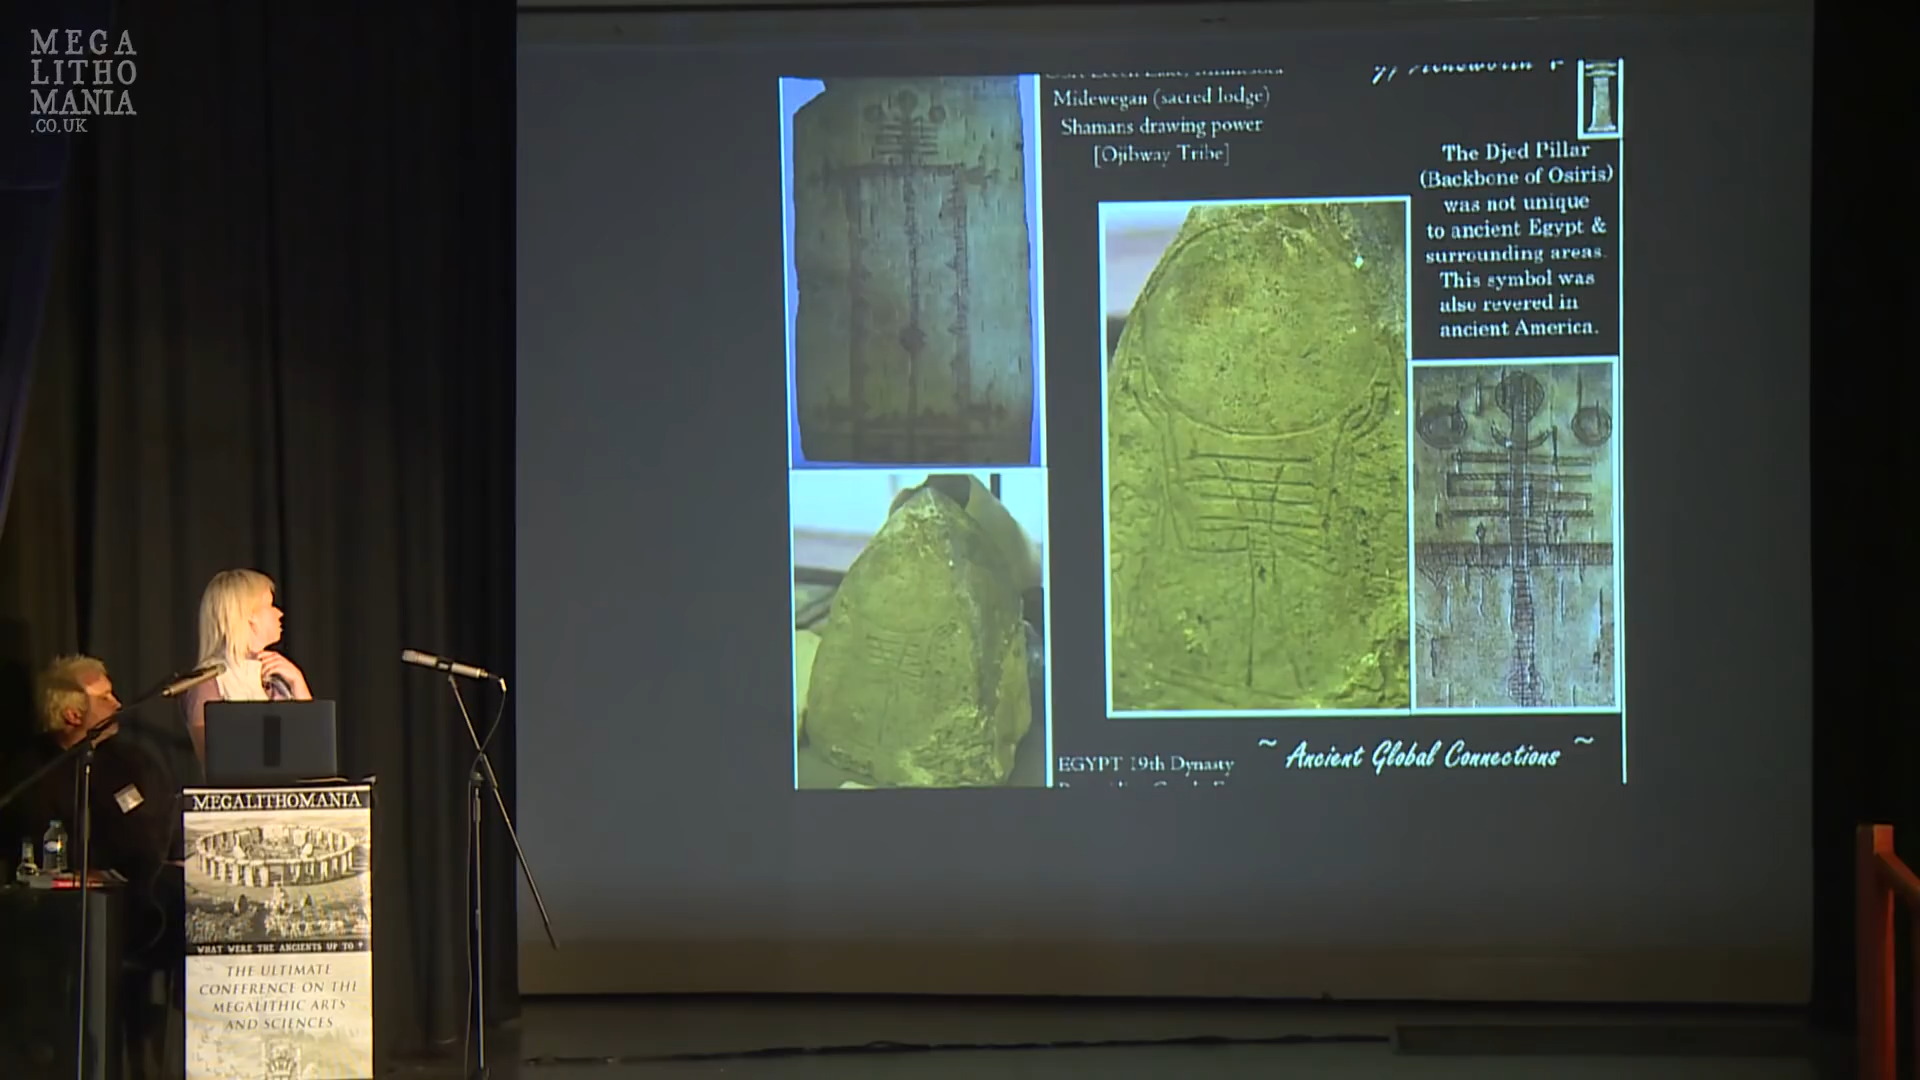 MEGA
LITHO
MANIA
.CO.UK
Midewegan (sacred lodge)
Shamans drawing power
[Ojibway Tribe]
The Djed Pillar
(Backbone of Osiris)
was not unique
to ancient Egypt &
surrounding areas.
This symbol was
also revered in
ancient America.
EGYPT 19th Dynasty
~ Ancient Global Connections ~
MEGALITHOMANIA
WHAT WERE THE ANCIENTS UP TO ?
THE ULTIMATE
CONFERENCE ON THE
MEGALITHIC ARTS
AND SCIENCES